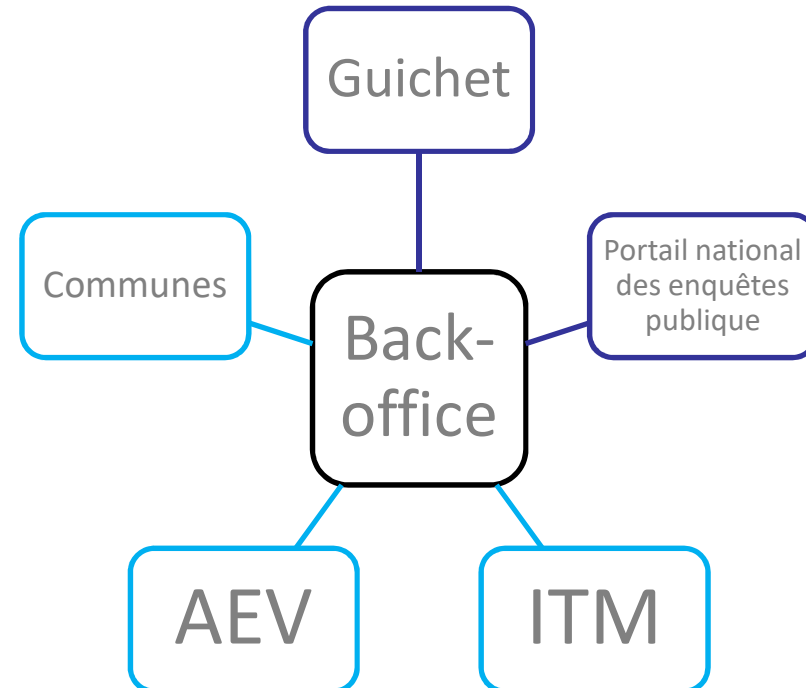 Guichet
Communes
Portail national
des enquêtes
publique
Back-
office
AEV
ITM